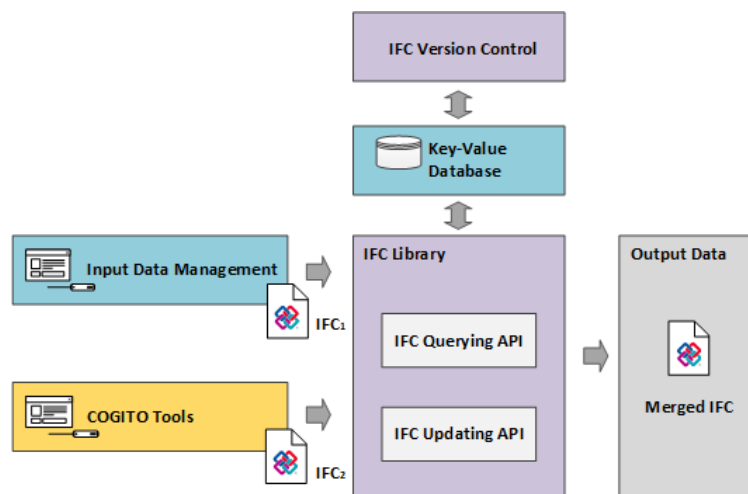 IFC Version Control
Key-Value
Database
Input Data Management
IFC₁
COGITO Tools
IFC₂
IFC Library
IFC Querying API
IFC Updating API
Output Data
Merged IFC